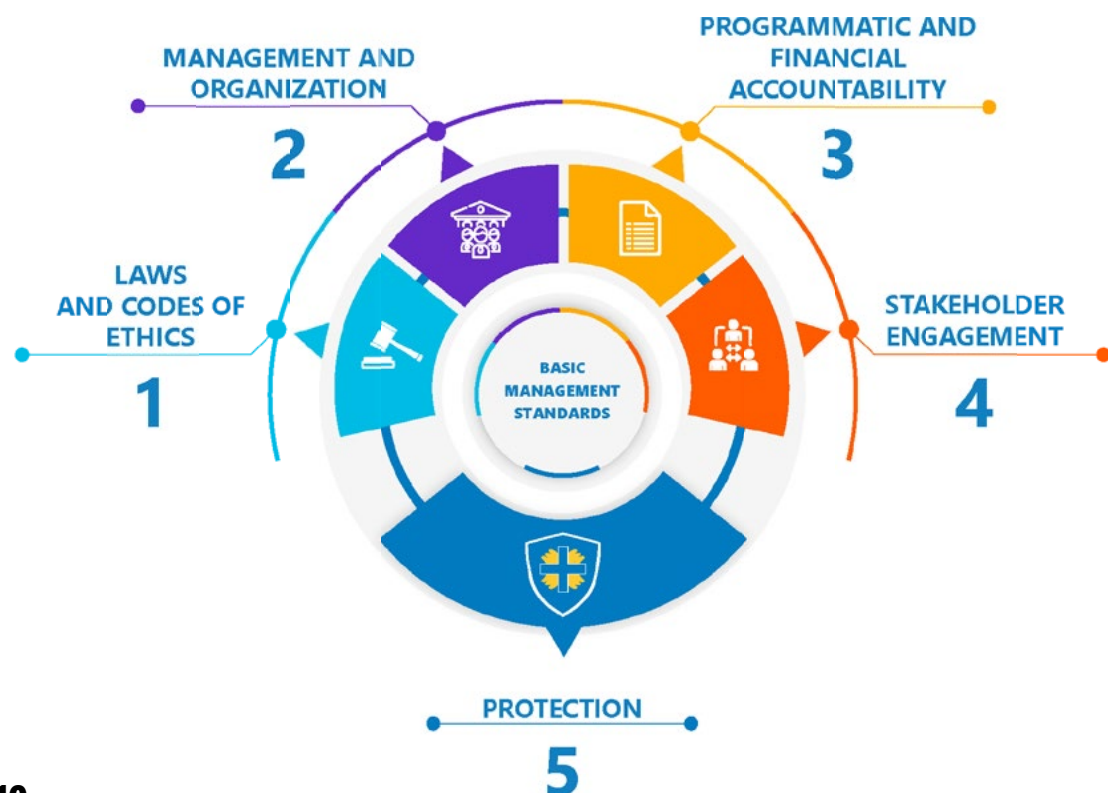 MANAGEMENT AND
ORGANIZATION
2
PROGRAMMATIC AND
FINANCIAL
ACCOUNTABILITY
3
LAWS
AND CODES OF
ETHICS
1
STAKEHOLDER
ENGAGEMENT
4
BASIC
MANAGEMENT
STANDARDS
PROTECTION
5